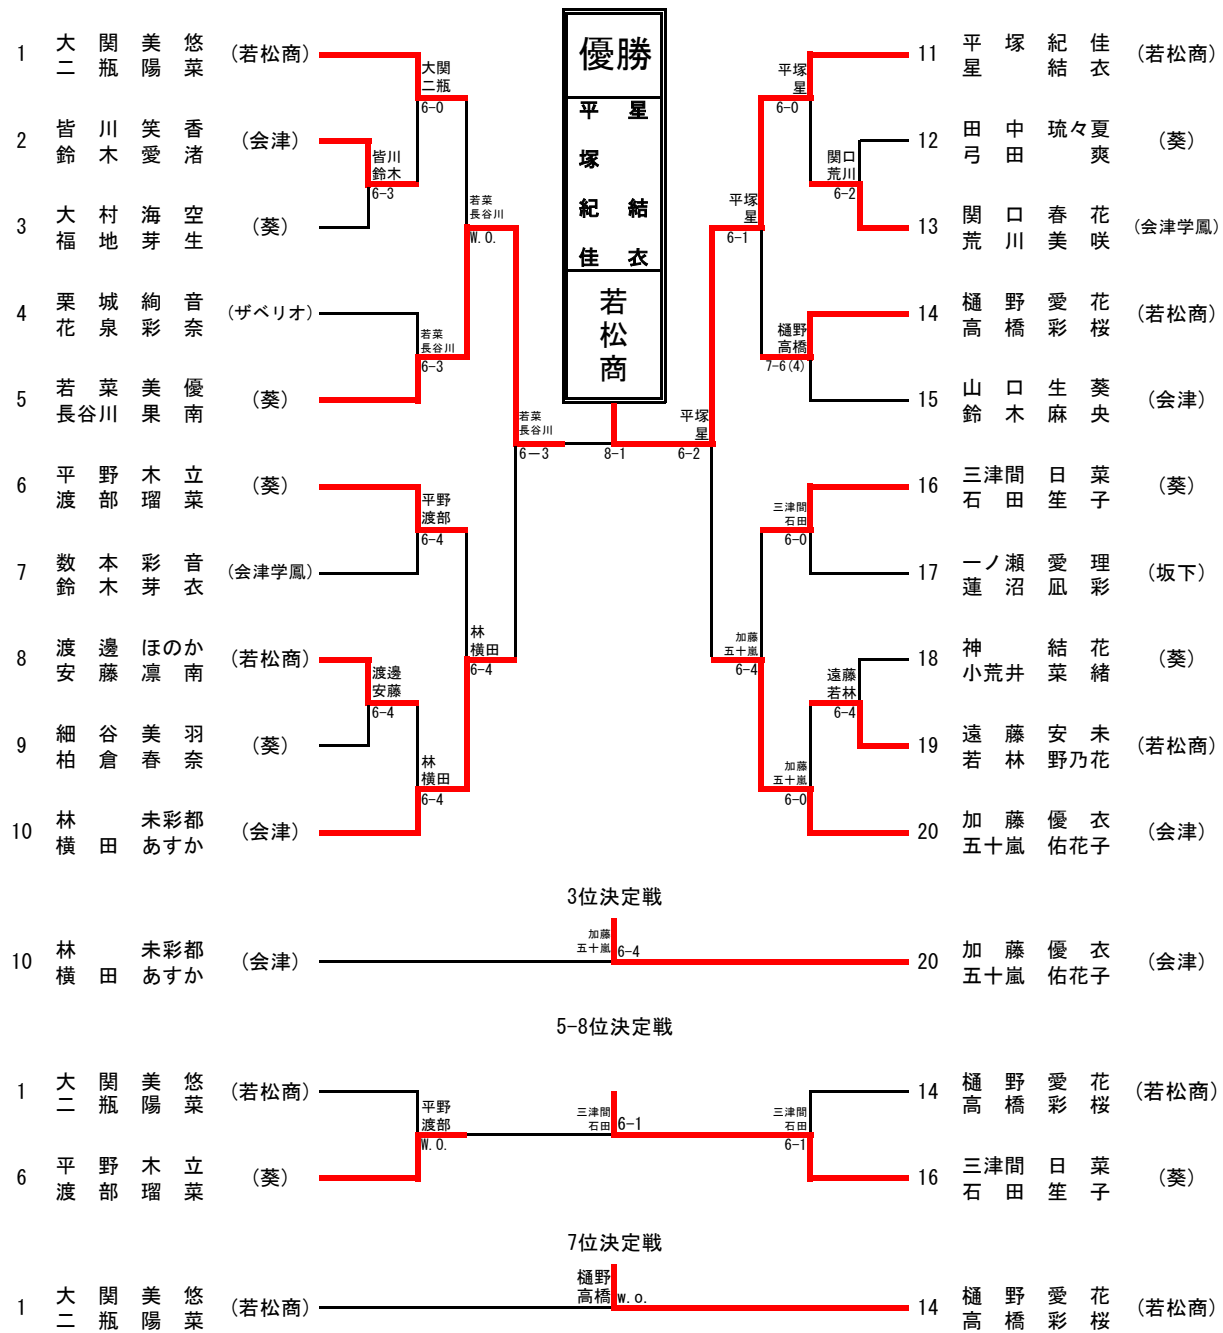 優勝
平 星
塚
紀 結
佳 衣
若松商
1 大関美悠 (若松商)
二瓶陽菜
2 皆川笑香 (会津)
鈴木愛渚
3 大村海空 (葵)
福地芽生
4 栗城絢音 (ザベリオ)
花泉彩奈
5 若菜美優 (葵)
長谷川果南
6 平野木立 (葵)
渡部瑠菜
7 数本彩音 (会津学鳳)
鈴木芽衣
8 渡邊ほのか (若松商)
安藤凛南
9 細谷美羽 (葵)
柏倉春奈
10 林 未彩都 (会津)
横田あすか
大関
二瓶
6-0
皆川
鈴木
6-3
若菜
長谷川
W.O.
若菜
長谷川
6-3
若菜
長谷川
6－3
平野
渡部
6-4
林
横田
6-4
渡邊
安藤
6-4
林
横田
6-4
8-1
平塚
星
6-2
平塚
星
6-0
関口
荒川
6-2
平塚
星
6-1
樋野
高橋
7-6(4)
三津間
石田
6-0
加藤
五十嵐
6-4
遠藤
若林
6-4
加藤
五十嵐
6-0
11 平塚紀佳 (若松商)
星 結衣
12 田中琉々夏 (葵)
弓田 爽
13 関口春花 (会津学鳳)
荒川美咲
14 樋野愛花 (若松商)
高橋彩桜
15 山口生葵 (会津)
鈴木麻央
16 三津間日菜 (葵)
石田笙子
17 一ノ瀬愛理 (坂下)
蓮沼凪彩
18 神 結花 (葵)
小荒井菜緒
19 遠藤安未 (若松商)
若林野乃花
20 加藤優衣 (会津)
五十嵐佑花子
3位決定戦
10 林 未彩都 (会津)
横田あすか
加藤
五十嵐
6-4
20 加藤優衣 (会津)
五十嵐佑花子
5-8位決定戦
1 大関美悠 (若松商)
二瓶陽菜
6 平野木立 (葵)
渡部瑠菜
平野
渡部
W.O.
三津間
石田
6-1
三津間
石田
6-1
14 樋野愛花 (若松商)
高橋彩桜
16 三津間日菜 (葵)
石田笙子
7位決定戦
1 大関美悠 (若松商)
二瓶陽菜
樋野
高橋
w.o.
14 樋野愛花 (若松商)
高橋彩桜